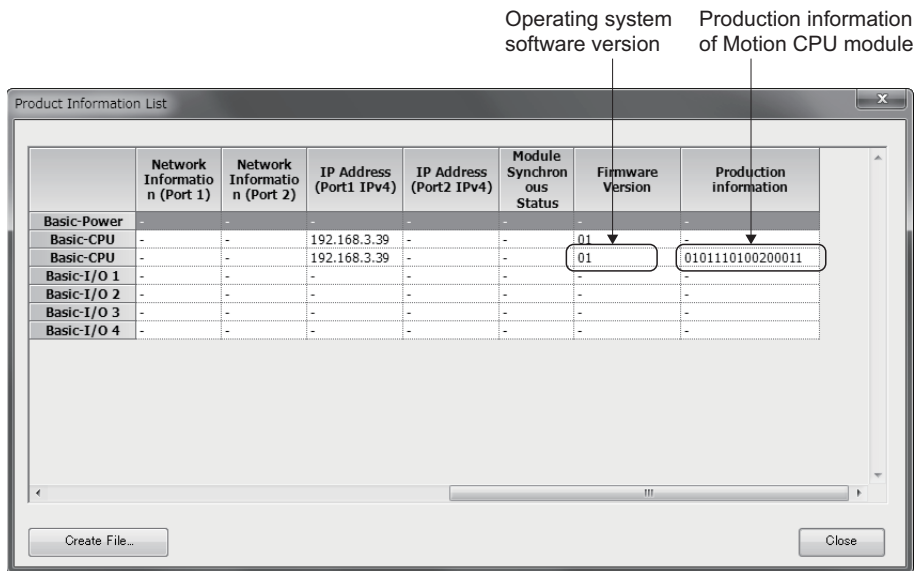 Operating system software version
Production information of Motion CPU module
Product Information List
x
Network Informatio n (Port 1) Network Informatio n (Port 2) IP Address (Port1 IPv4) IP Address (Port2 IPv4) Module Synchron ous Status Firmware Version Production information
Basic-Power - - - - - - -
Basic-CPU - - 192.168.3.39 - - 01 -
Basic-CPU - - 192.168.3.39 - - 01 0101110100200011
Basic-I/O 1 - - - - - - -
Basic-I/O 2 - - - - - - -
Basic-I/O 3 - - - - - - -
Basic-I/O 4 - - - - - - -
Create File... Close